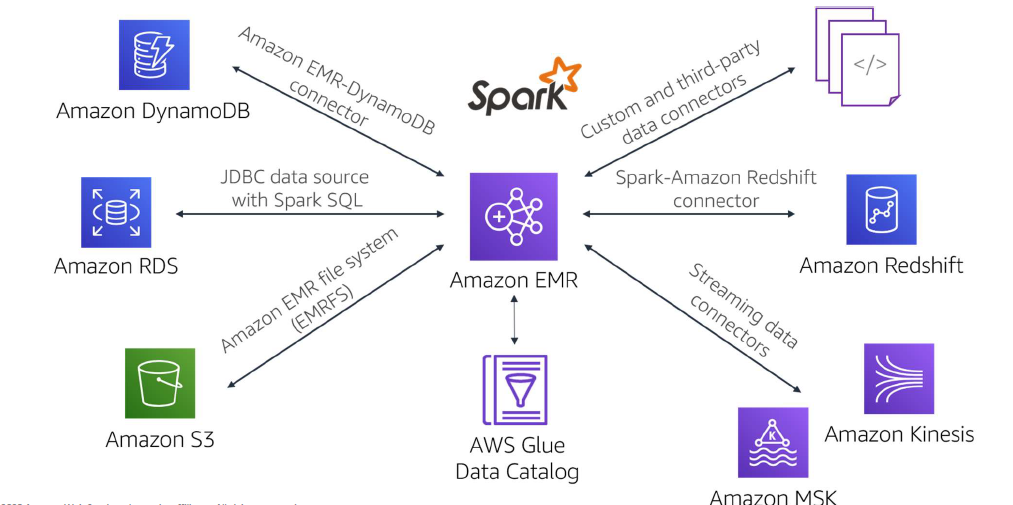 Amazon EMR-DynamoDB
connector
Amazon DynamoDB
Spark
Custom and third-party
data connectors
</>
JDBC data source
with Spark SQL
Amazon RDS
Amazon EMR
Spark-Amazon Redshift
connector
Amazon Redshift
Amazon EMR file system
(EMRFS)
Amazon S3
AWS Glue
Data Catalog
Streaming data
connectors
Amazon Kinesis
K
Amazon MSK